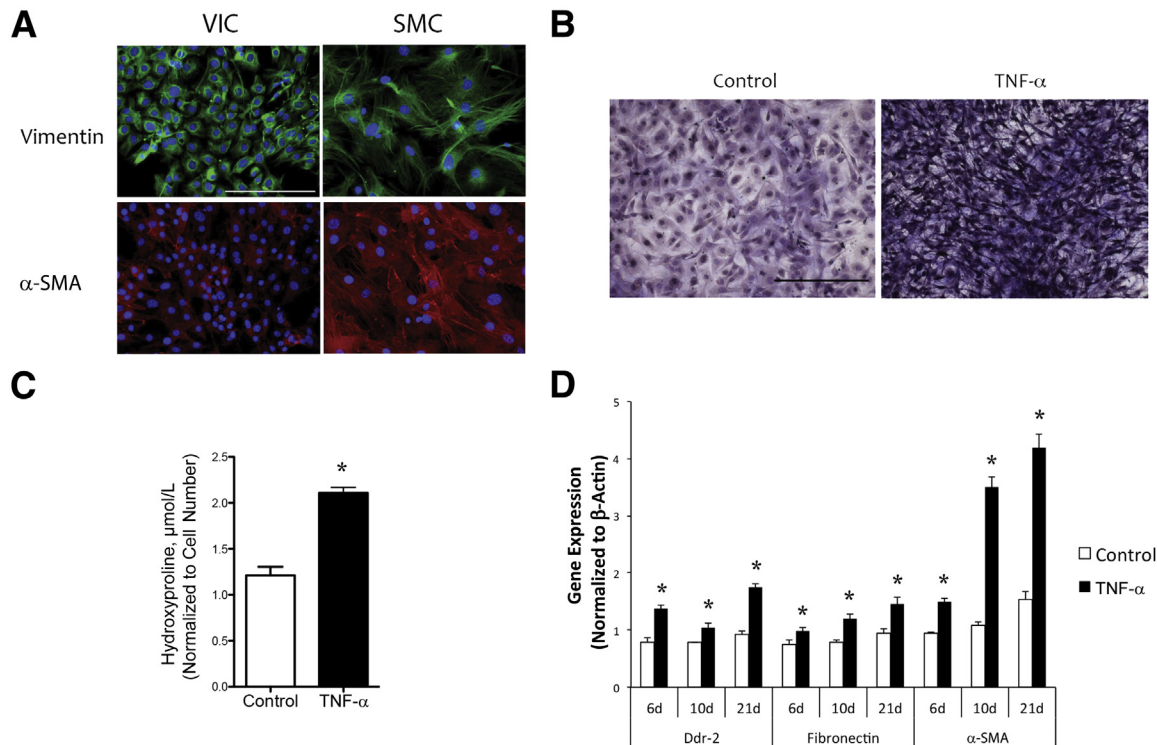 A
VIC
SMC
Vimentin
α-SMA
B
Control
TNF-α
C
Hydroxyproline, μmol/L
(Normalized to Cell Number)
2.5
2.0
1.5
1.0
0.5
0.0
*
Control
TNF-α
D
Gene Expression
(Normalized to β-Actin)
5
4
3
2
1
0
* * * * * * * * *
Control
TNF-α
6d 10d 21d 6d 10d 21d 6d 10d 21d
Ddr-2 Fibronectin α-SMA